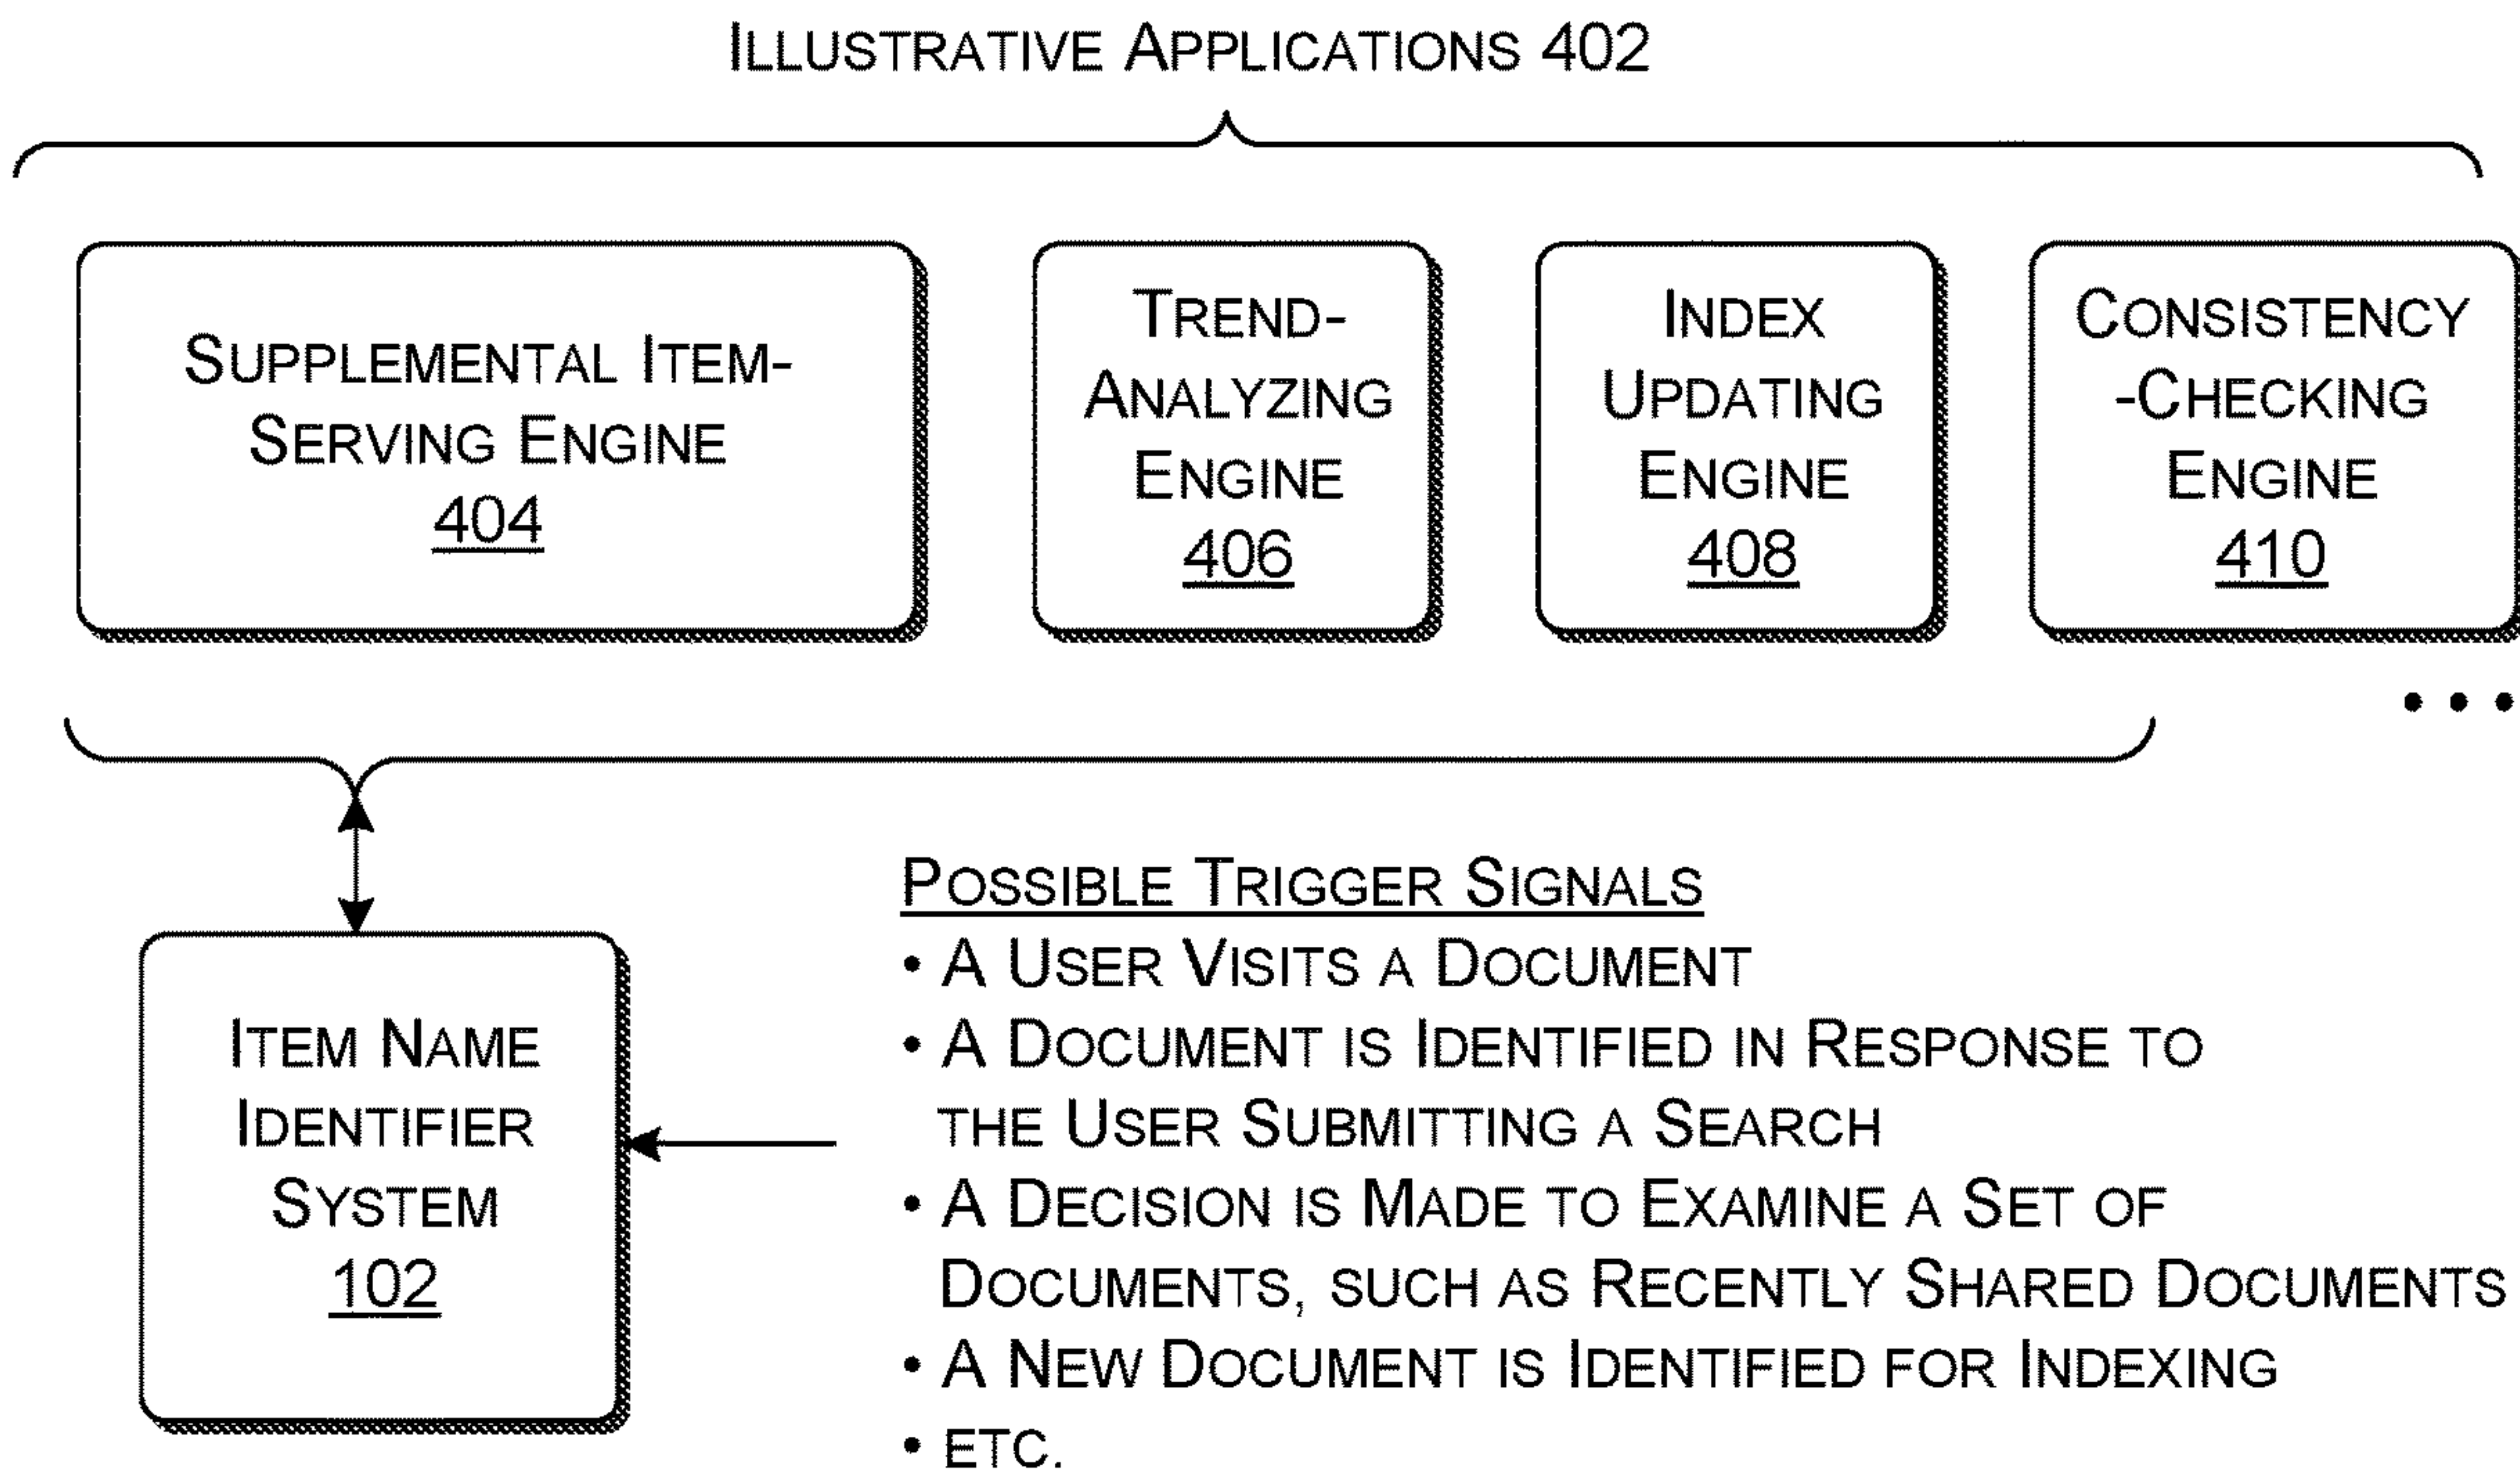 ILLUSTRATIVE APPLICATIONS 402
SUPPLEMENTAL ITEM-
SERVING ENGINE
404
TREND-
ANALYZING
ENGINE
406
INDEX
UPDATING
ENGINE
408
CONSISTENCY
-CHECKING
ENGINE
410
• • •
ITEM NAME
IDENTIFIER
SYSTEM
102
POSSIBLE TRIGGER SIGNALS
• A USER VISITS A DOCUMENT
• A DOCUMENT IS IDENTIFIED IN RESPONSE TO
THE USER SUBMITTING A SEARCH
• A DECISION IS MADE TO EXAMINE A SET OF
DOCUMENTS, SUCH AS RECENTLY SHARED DOCUMENTS
• A NEW DOCUMENT IS IDENTIFIED FOR INDEXING
• ETC.